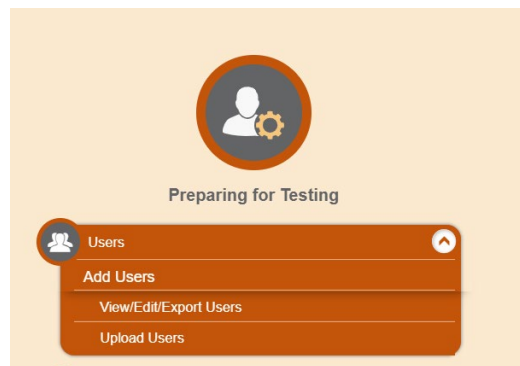 Preparing for Testing
Users
Add Users
View/Edit/Export Users
Upload Users